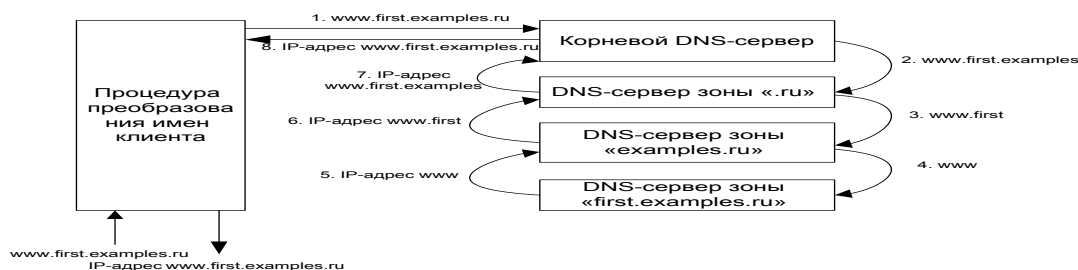 1. www.first.examples.ru
8. IP-адрес www.first.examples.ru
Корневой DNS-сервер
2. www.first.examples
7. IP-адрес
www.first.examples
DNS-сервер зоны «.ru»
Процедура
преобразова
ния имен
клиента
3. www.first
6. IP-адрес www.first
DNS-сервер зоны
«examples.ru»
4. www
5. IP-адрес www
DNS-сервер зоны
«first.examples.ru»
www.first.examples.ru
IP-адрес www.first.examples.ru